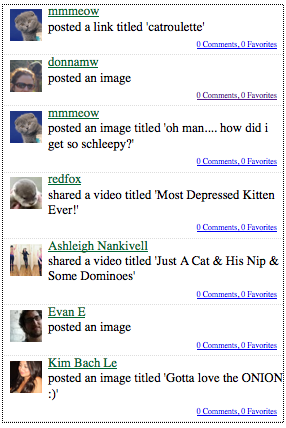 mmmeow
posted a link titled 'catroulette'
0 Comments, 0 Favorites
donnamw
posted an image
0 Comments, 0 Favorites
mmmeow
posted an image titled 'oh man.... how did i
get so schleepy?'
0 Comments, 0 Favorites
redfox
shared a video titled 'Most Depressed Kitten
Ever!'
0 Comments, 0 Favorites
Ashleigh Nankivell
shared a video titled 'Just A Cat & His Nip &
Some Dominoes'
0 Comments, 0 Favorites
Evan E
posted an image
0 Comments, 0 Favorites
Kim Bach Le
posted an image titled 'Gotta love the ONION
:)'
0 Comments, 0 Favorites